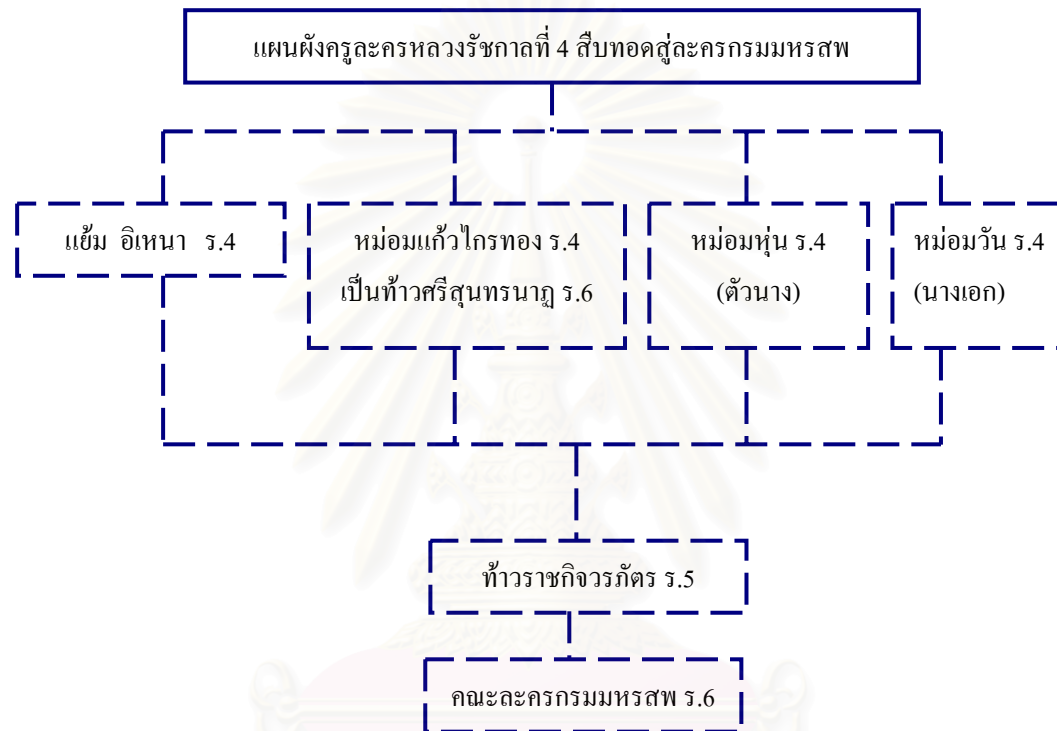 แผนผังครูละครหลวงรัชกาลที่ 4 สืบทอดสู่ละครกรมมหรสพ
แย้ม อิเหนา ร.4
หม่อมแก้วไกรทอง ร.4
เป็นท้าวศรีสุนทรนาฏ ร.6
หม่อมหุ่น ร.4
(ตัวนาง)
หม่อมวัน ร.4
(นางเอก)
ท้าวราชกิจวรภัตร ร.5
คณะละครกรมมหรสพ ร.6